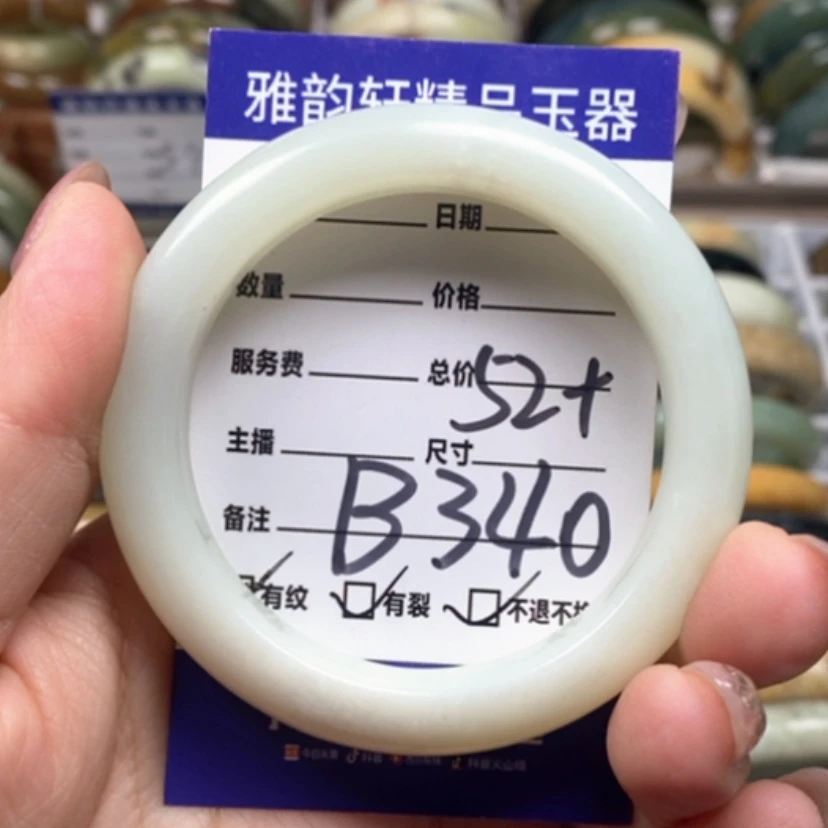 雅韵轩精品玉器
日期
数量 价格
服务费 总价 52+
主播 尺寸
备注 B340
有纹 有裂 不退不换